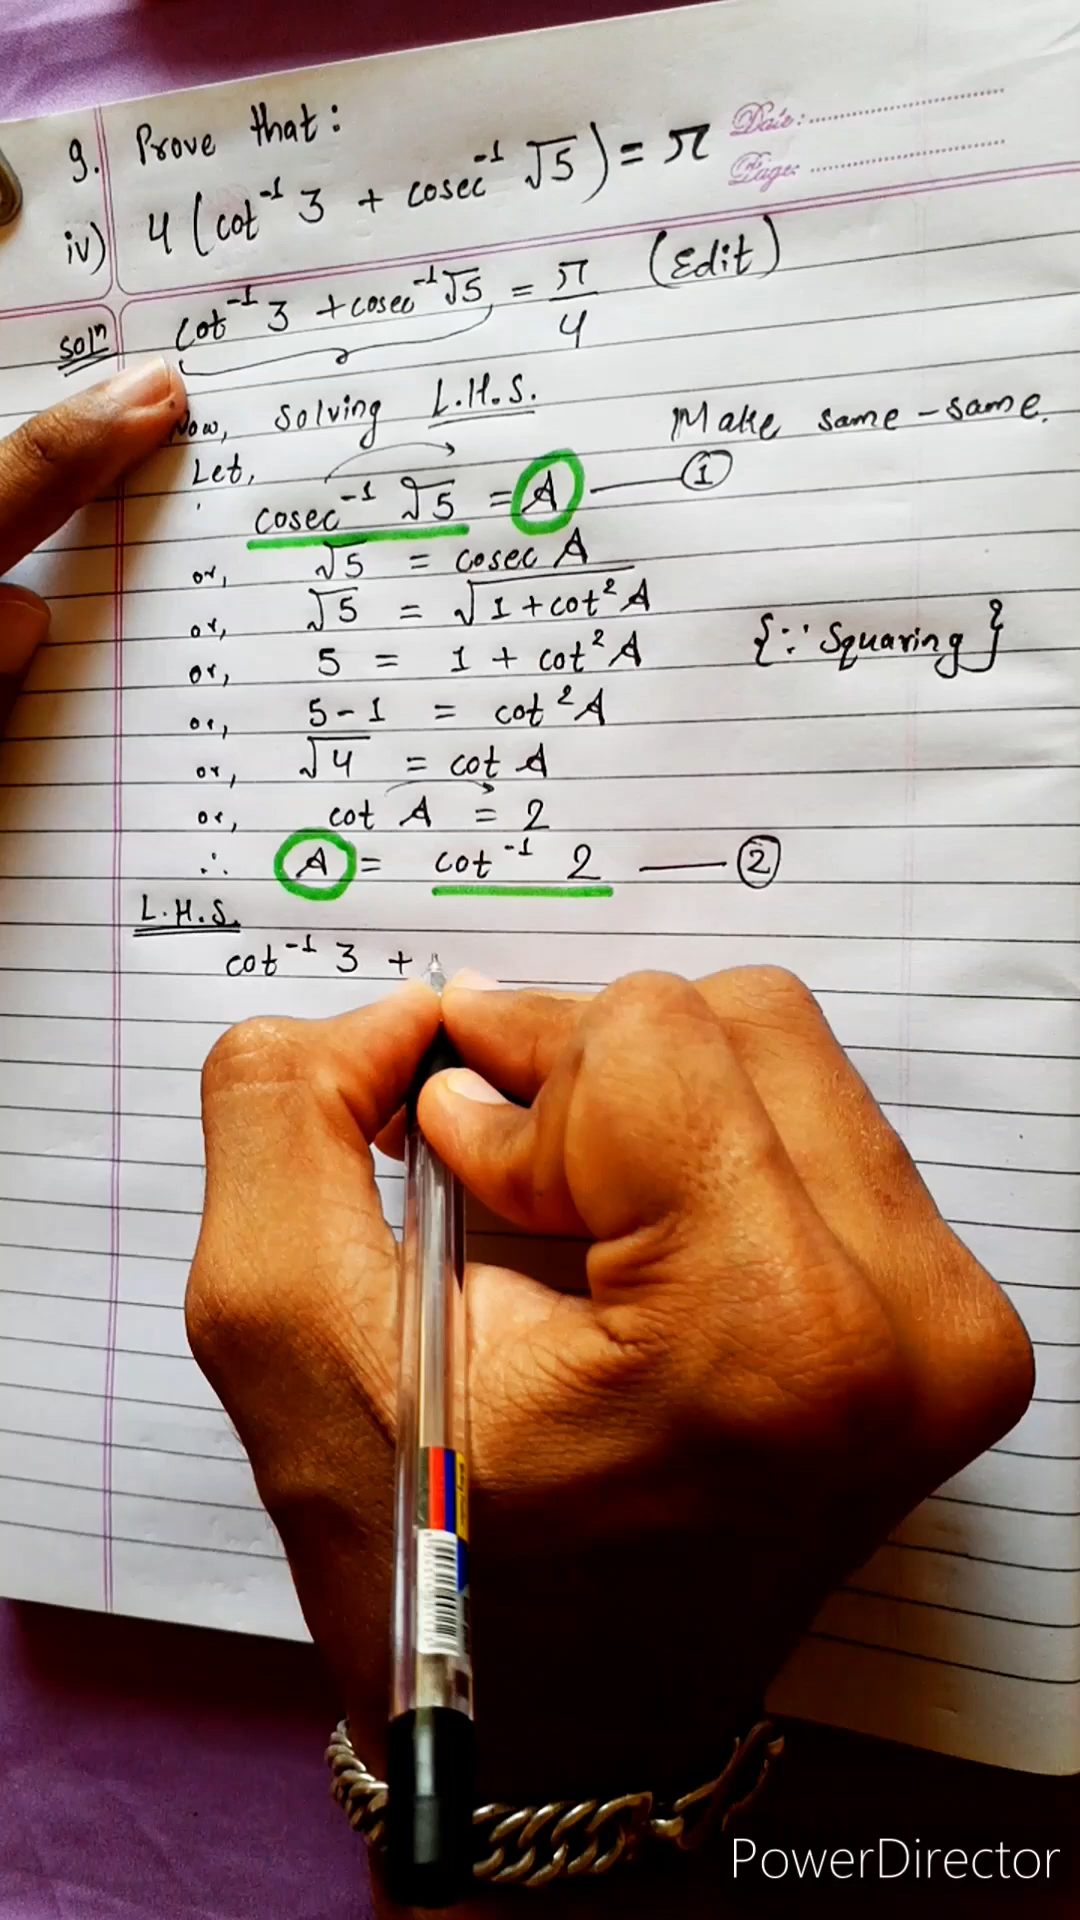 9. Prove that:
Date:
iv) 4 (cot⁻¹ 3 + cosec⁻¹ √5) = π
Page:
solⁿ cot⁻¹ 3 + cosec⁻¹ √5 = π/4 (Edit)
Now, solving L.H.S.
Make same-same.
Let,
cosec⁻¹ √5 = A ——— ①
or, √5 = cosec A
or, √5 = √1 + cot² A
or, 5 = 1 + cot² A {∵ Squaring}
or, 5 - 1 = cot² A
or, √4 = cot A
or, cot A = 2
∴ A = cot⁻¹ 2 ——— ②
L.H.S.
cot⁻¹ 3 +
PowerDirector